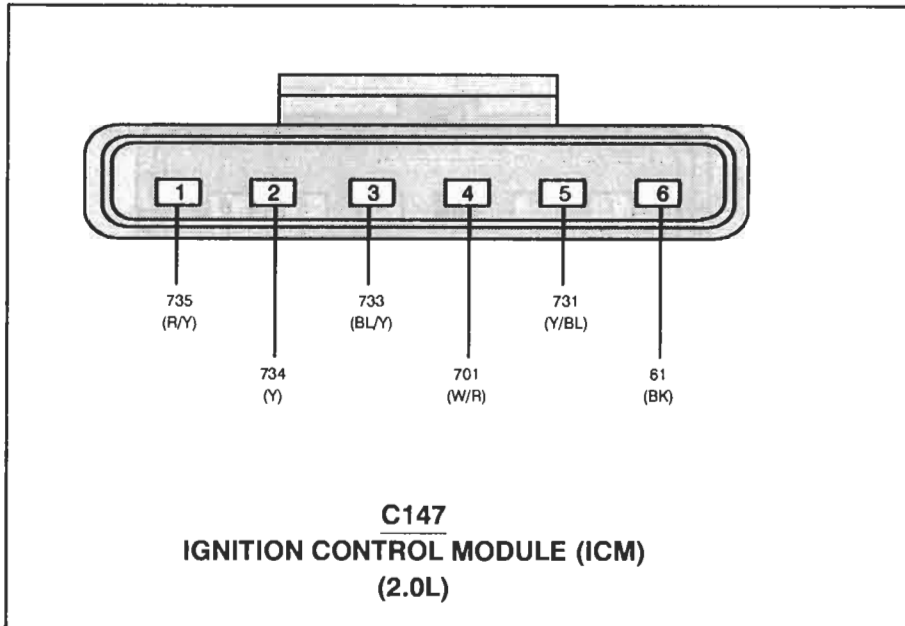 1 2 3 4 5 6
735 733 731
(R/Y) (BL/Y) (Y/BL)
734 701 61
(Y) (W/R) (BK)
C147
IGNITION CONTROL MODULE (ICM)
(2.0L)